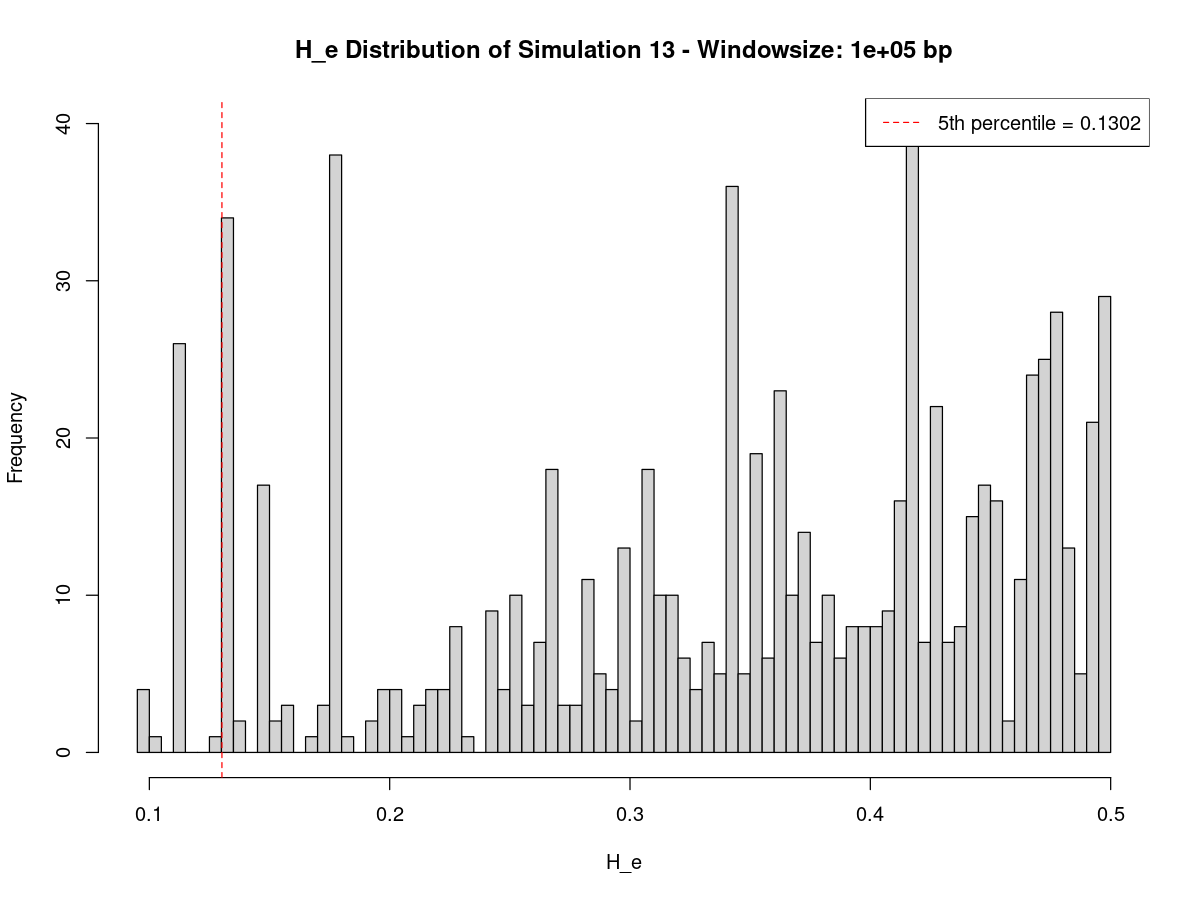 H_e Distribution of Simulation 13 - Windowsize: 1e+05 bp
5th percentile = 0.1302
Frequency
40
30
20
10
0
0.1 0.2 0.3 0.4 0.5
H_e